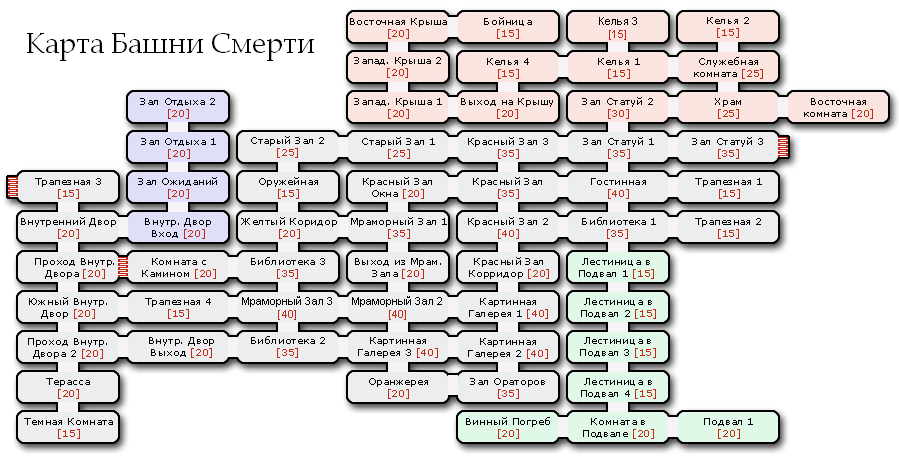 Карта Башни Смерти
Восточная Крыша
[20]
Бойница
[15]
Келья 3
[15]
Келья 2
[15]
Запад. Крыша 2
[20]
Келья 4
[15]
Келья 1
[15]
Служебная
комната [25]
Зал Отдыха 2
[20]
Запад. Крыша 1
[20]
Выход на Крышу
[20]
Зал Статуй 2
[30]
Храм
[25]
Восточная
комната [20]
Зал Отдыха 1
[20]
Старый Зал 2
[25]
Старый Зал 1
[25]
Красный Зал 3
[35]
Зал Статуй 1
[35]
Зал Статуй 3
[35]
Трапезная 3
[15]
Зал Ожиданий
[20]
Оружейная
[15]
Красный Зал
Окна [20]
Красный Зал
[35]
Гостинная
[40]
Трапезная 1
[15]
Внутренний Двор
[20]
Внутр. Двор
Вход [20]
Желтый Коридор
[20]
Мраморный Зал 1
[35]
Красный Зал 2
[40]
Библиотека 1
[35]
Трапезная 2
[15]
Проход Внутр.
Двора [20]
Комната с
Камином [20]
Библиотека 3
[35]
Выход из Мрам.
Зала [20]
Красный Зал
Корридор [20]
Лестиница в
Подвал 1 [15]
Южный Внутр.
Двор [20]
Трапезная 4
[15]
Мраморный Зал 3
[40]
Мраморный Зал 2
[40]
Картинная
Галерея 1 [40]
Лестиница в
Подвал 2 [15]
Проход Внутр.
Двора 2 [20]
Внутр. Двор
Выход [20]
Библиотека 2
[35]
Картинная
Галерея 3 [40]
Картинная
Галерея 2 [40]
Лестиница в
Подвал 3 [15]
Терасса
[20]
Оранжерея
[20]
Зал Ораторов
[35]
Лестиница в
Подвал 4 [15]
Темная Комната
[15]
Винный Погреб
[20]
Комната в
Подвале [20]
Подвал 1
[20]